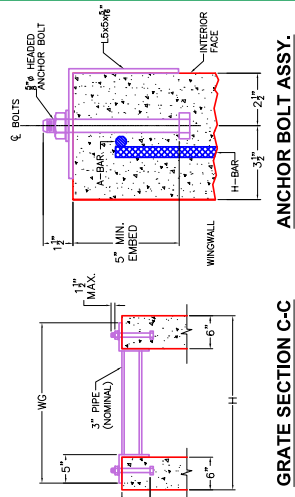 5"/8 ø HEADED
ANCHOR BOLT
℄ BOLTS
L5x5x5"/16
INTERIOR
FACE
A-BAR
H-BAR
1 1/2"
5" MIN.
EMBED
WINGWALL
3 1/2"
2 1/2"
ANCHOR BOLT ASSY.
1 1/2"
MAX.
WG
3" PIPE
(NOMINAL)
5"
6"
6"
H
GRATE SECTION C-C